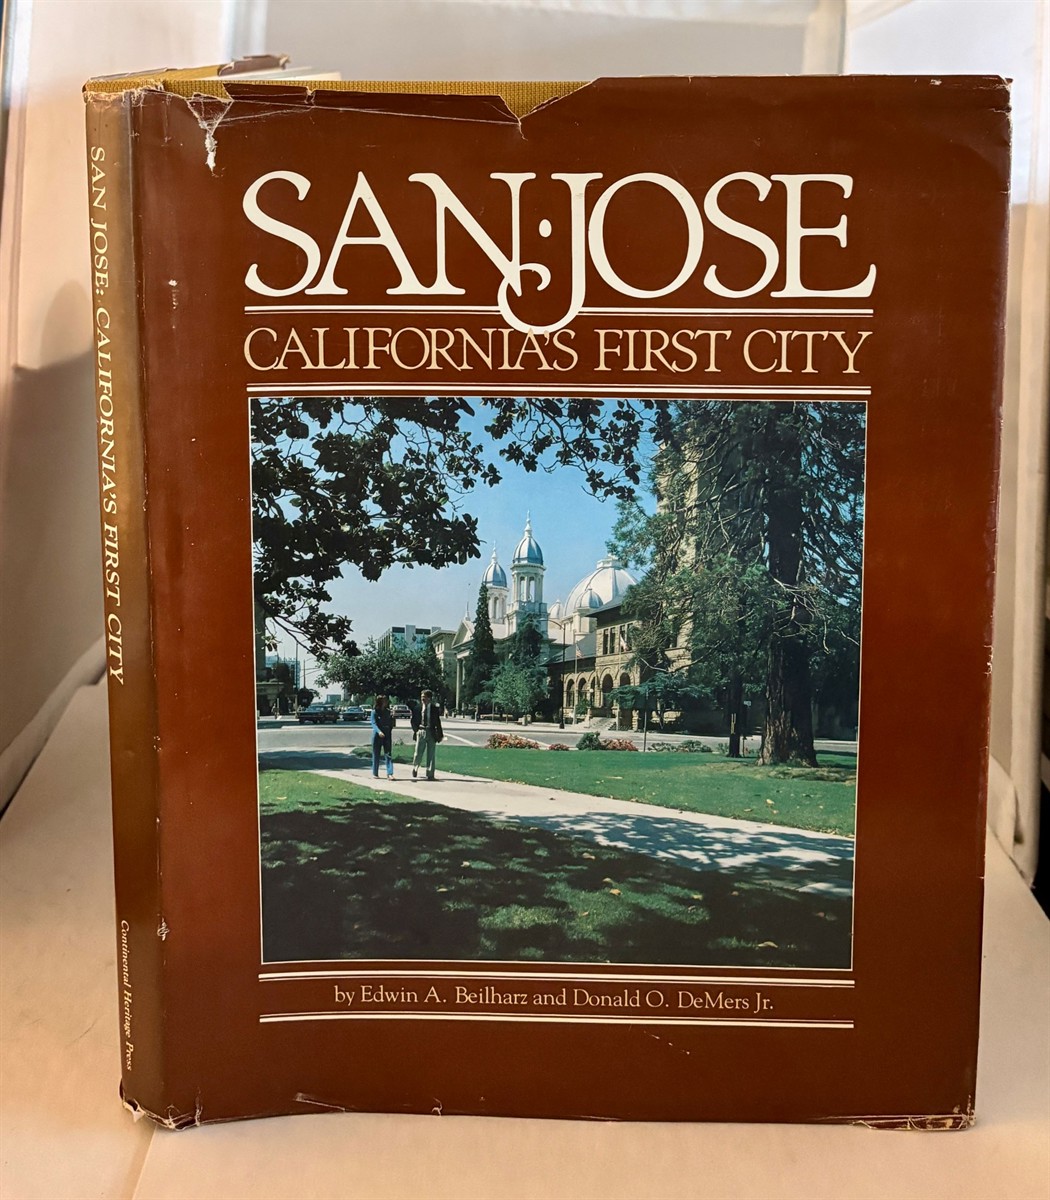 SAN JOSE: CALIFORNIA'S FIRST CITY
Continental Heritage Press
SAN·JOSE
CALIFORNIA'S FIRST CITY
by Edwin A. Beilharz and Donald O. DeMers Jr.